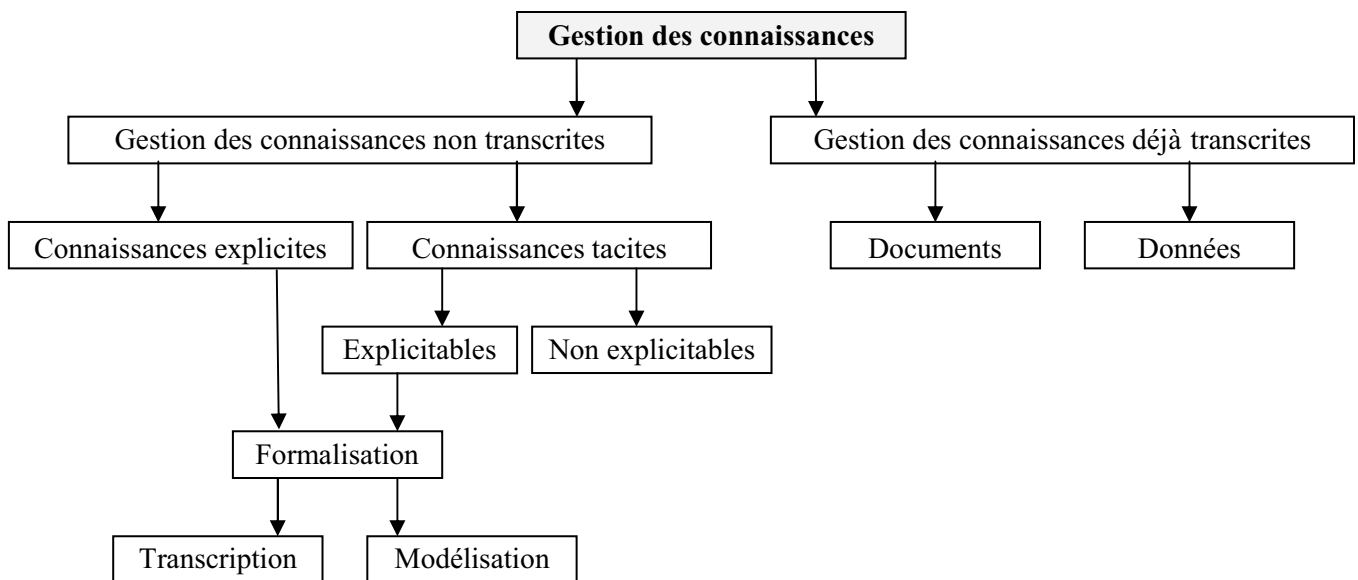 Gestion des connaissances
Gestion des connaissances non transcrites
Gestion des connaissances déjà transcrites
Connaissances explicites
Connaissances tacites
Documents
Données
Explicitables
Non explicitables
Formalisation
Transcription
Modélisation